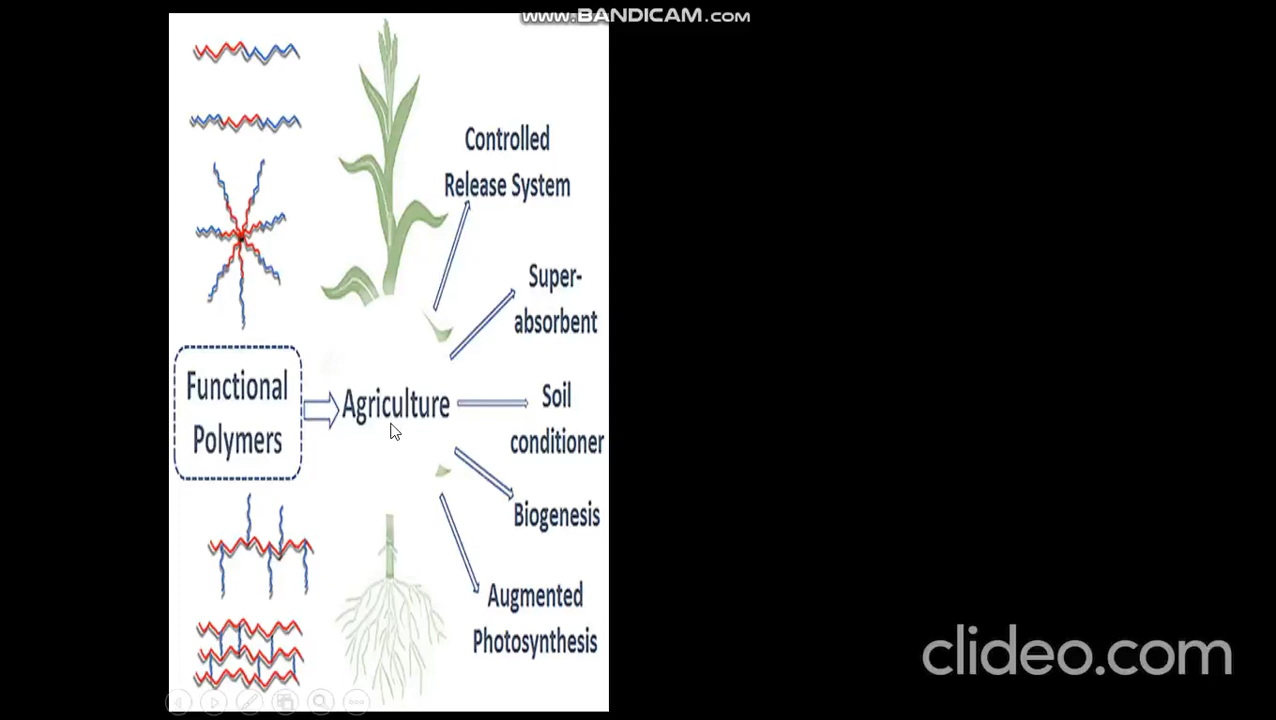 www.BANDICAM.com
Controlled
Release System
Super-
absorbent
Functional
Polymers
Agriculture
Soil
conditioner
Biogenesis
Augmented
Photosynthesis
clideo.com